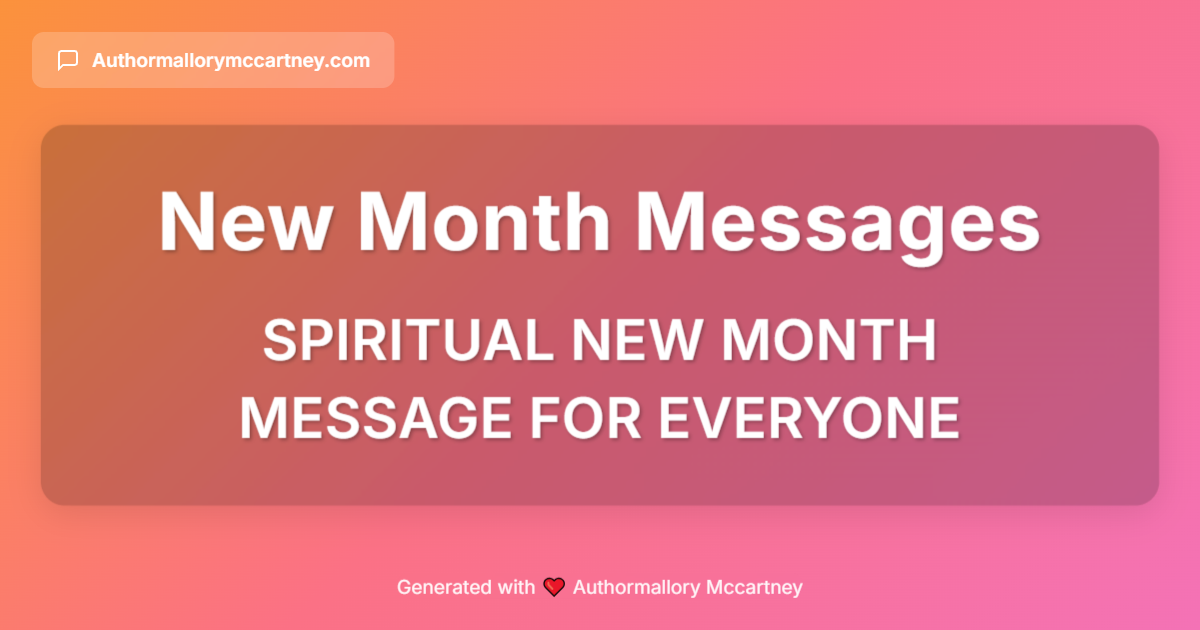 Authormallorymccartney.com
New Month Messages
SPIRITUAL NEW MONTH
MESSAGE FOR EVERYONE
Generated with ❤️ Authormallory Mccartney